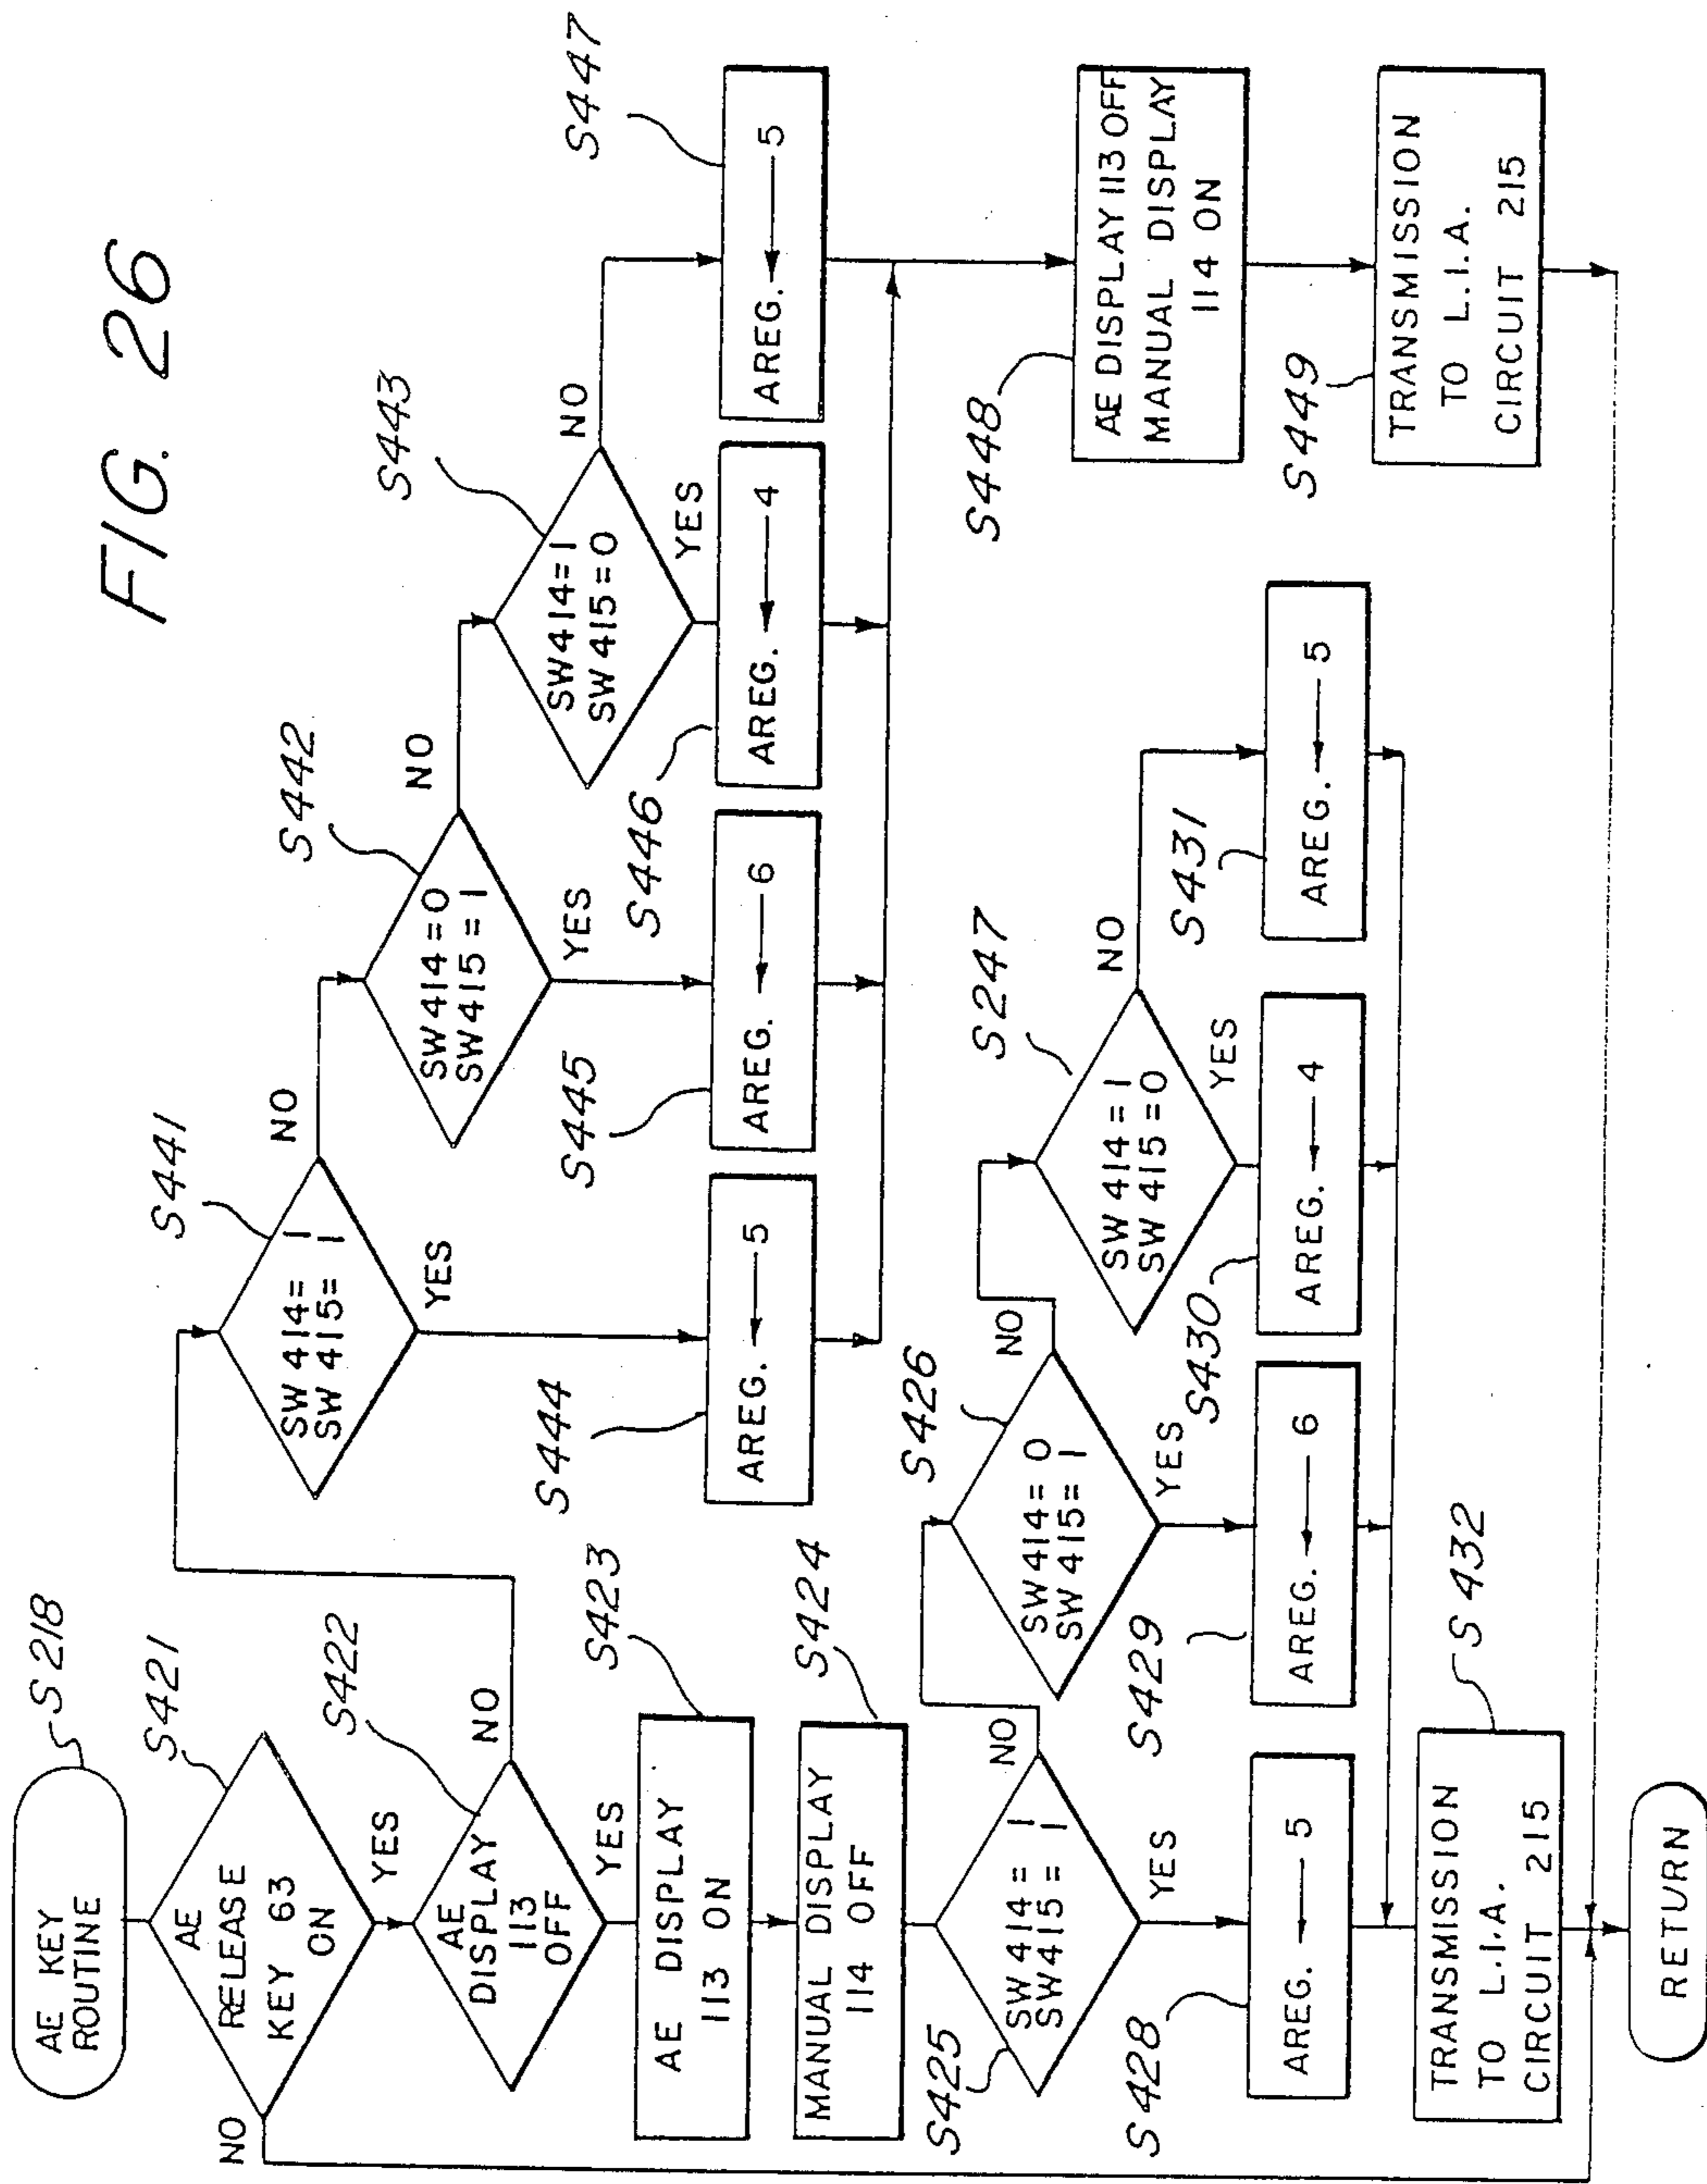 FIG. 26
AE KEY
ROUTINE
S218
AE
RELEASE
KEY 63
ON
S421
NO
YES
AE
DISPLAY
113
OFF
S422
NO
YES
AE DISPLAY
113 ON
S423
MANUAL DISPLAY
114 OFF
S424
SW414=1
SW415=1
S425
NO
YES
AREG. ← 5
S428
SW414=0
SW415=1
S426
NO
YES
AREG. ← 6
S429
SW414=1
SW415=0
S247
NO
YES
AREG. ← 4
S430
AREG. ← 5
S431
TRANSMISSION
TO L.I.A.
CIRCUIT 215
S432
RETURN
SW414=1
SW415=1
S441
NO
YES
AREG. ← 5
S444
SW414=0
SW415=1
S442
NO
YES
AREG. ← 6
S445
SW414=1
SW415=0
S443
NO
YES
AREG. ← 4
S446
AREG. ← 5
S447
AE DISPLAY 113 OFF
MANUAL DISPLAY
114 ON
S448
TRANSMISSION
TO L.I.A.
CIRCUIT 215
S449